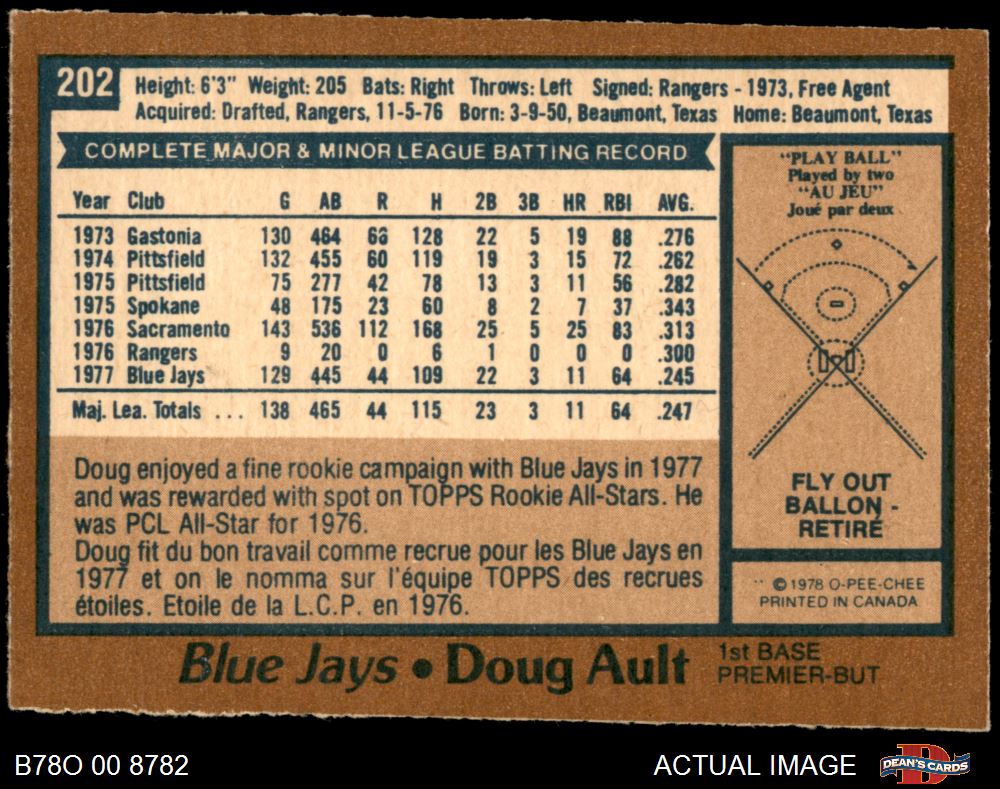 202
Height: 6'3" Weight: 205 Bats: Right Throws: Left Signed: Rangers - 1973, Free Agent
Acquired: Drafted, Rangers, 11-5-76 Born: 3-9-50, Beaumont, Texas Home: Beaumont, Texas
COMPLETE MAJOR & MINOR LEAGUE BATTING RECORD
Year Club G AB R H 2B 3B HR RBI AVG.
1973 Gastonia 130 464 66 128 22 5 19 88 .276
1974 Pittsfield 132 455 60 119 19 3 15 72 .262
1975 Pittsfield 75 277 42 78 13 3 11 56 .282
1975 Spokane 48 175 23 60 8 2 7 37 .343
1976 Sacramento 143 536 112 168 25 5 25 83 .313
1976 Rangers 9 20 0 6 1 0 0 0 .300
1977 Blue Jays 129 445 44 109 22 3 11 64 .245
Maj. Lea. Totals ... 138 465 44 115 23 3 11 64 .247
Doug enjoyed a fine rookie campaign with Blue Jays in 1977
and was rewarded with spot on TOPPS Rookie All-Stars. He
was PCL All-Star for 1976.
Doug fit du bon travail comme recrue pour les Blue Jays en
1977 et on le nomma sur l'équipe TOPPS des recrues
étoiles. Etoile de la L.C.P. en 1976.
"PLAY BALL"
Played by two
"AU JEU"
Joué par deux
FLY OUT
BALLON -
RETIRÉ
©1978 O-PEE-CHEE
PRINTED IN CANADA
Blue Jays • Doug Ault
1st BASE
PREMIER-BUT
B78O 00 8782
ACTUAL IMAGE
DEAN'S CARDS